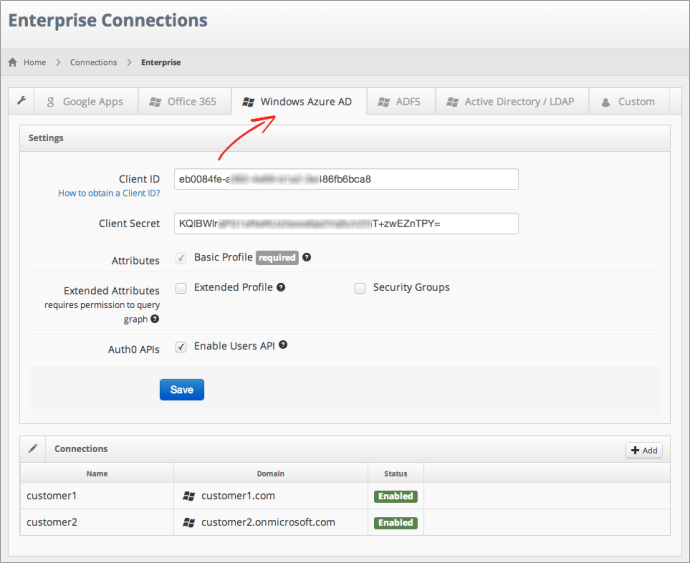 Enterprise Connections
Home > Connections > Enterprise
Google Apps Office 365 Windows Azure AD ADFS Active Directory / LDAP Custom
Settings
Client ID eb0084fe-a 486fb6bca8
How to obtain a Client ID?
Client Secret KQIBWlr T+zwEZnTPY=
Attributes Basic Profile required ?
Extended Attributes Extended Profile ? Security Groups
requires permission to query
graph ?
Auth0 APIs Enable Users API ?
Save
Connections + Add
Name Domain Status
customer1 customer1.com Enabled
customer2 customer2.onmicrosoft.com Enabled